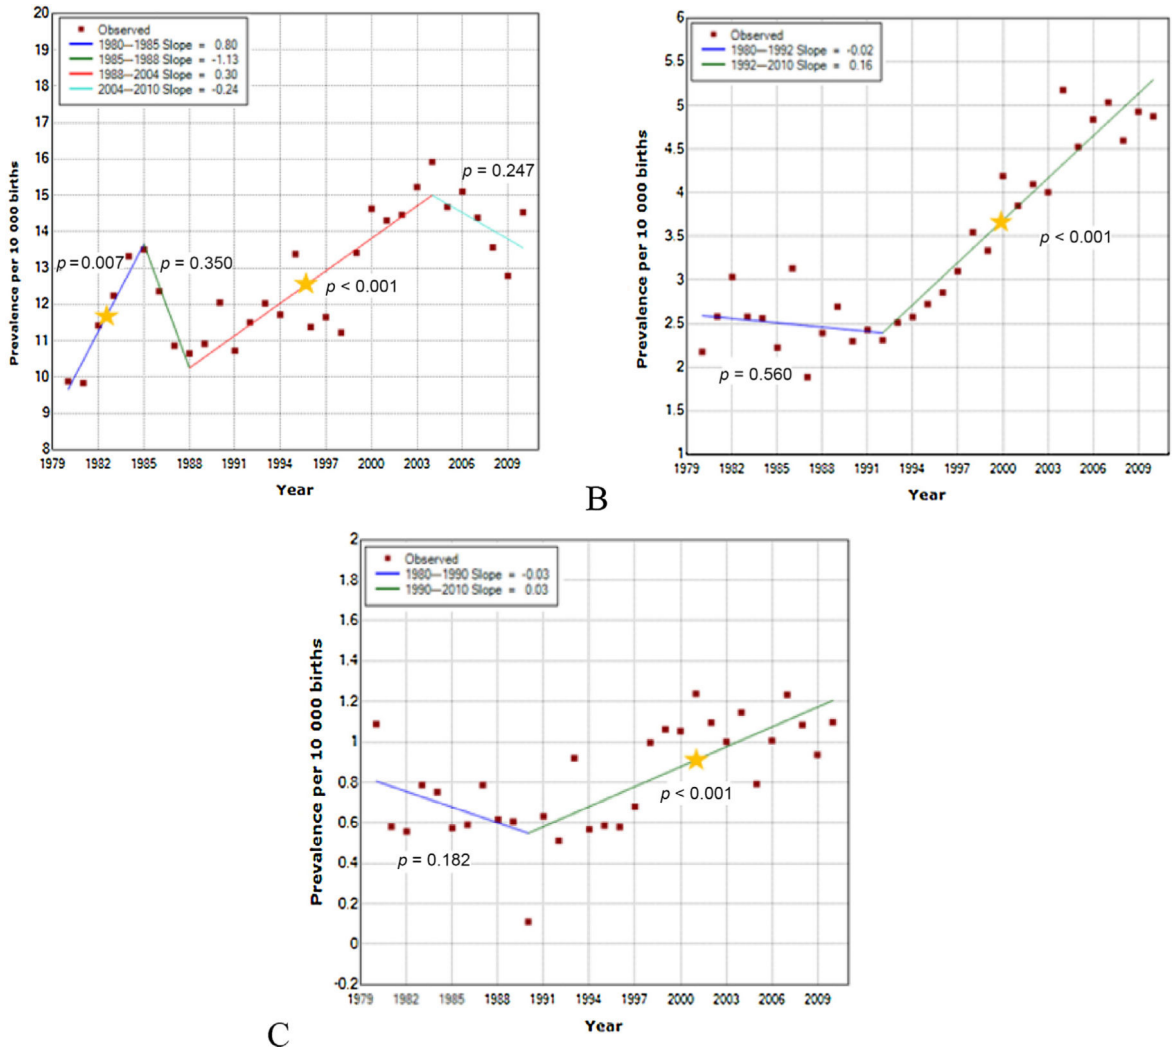 Observed
1980—1985 Slope = 0.80
1985—1988 Slope = -1.13
1988—2004 Slope = 0.30
2004—2010 Slope = -0.24
Prevalence per 10 000 births
20
19
18
17
16
15
14
13
12
11
10
9
8
p = 0.007
p = 0.350
p < 0.001
p = 0.247
1979 1982 1985 1988 1991 1994 1997 2000 2003 2006 2009
Year
B
Observed
1980—1992 Slope = -0.02
1992—2010 Slope = 0.16
Prevalence per 10 000 births
6
5.5
5
4.5
4
3.5
3
2.5
2
1.5
1
p < 0.001
p = 0.560
1979 1982 1985 1988 1991 1994 1997 2000 2003 2006 2009
Year
Observed
1980—1990 Slope = -0.03
1990—2010 Slope = 0.03
Prevalence per 10 000 births
2
1.8
1.6
1.4
1.2
1
0.8
0.6
0.4
0.2
0
-0.2
p < 0.001
p = 0.182
1979 1982 1985 1988 1991 1994 1997 2000 2003 2006 2009
Year
C